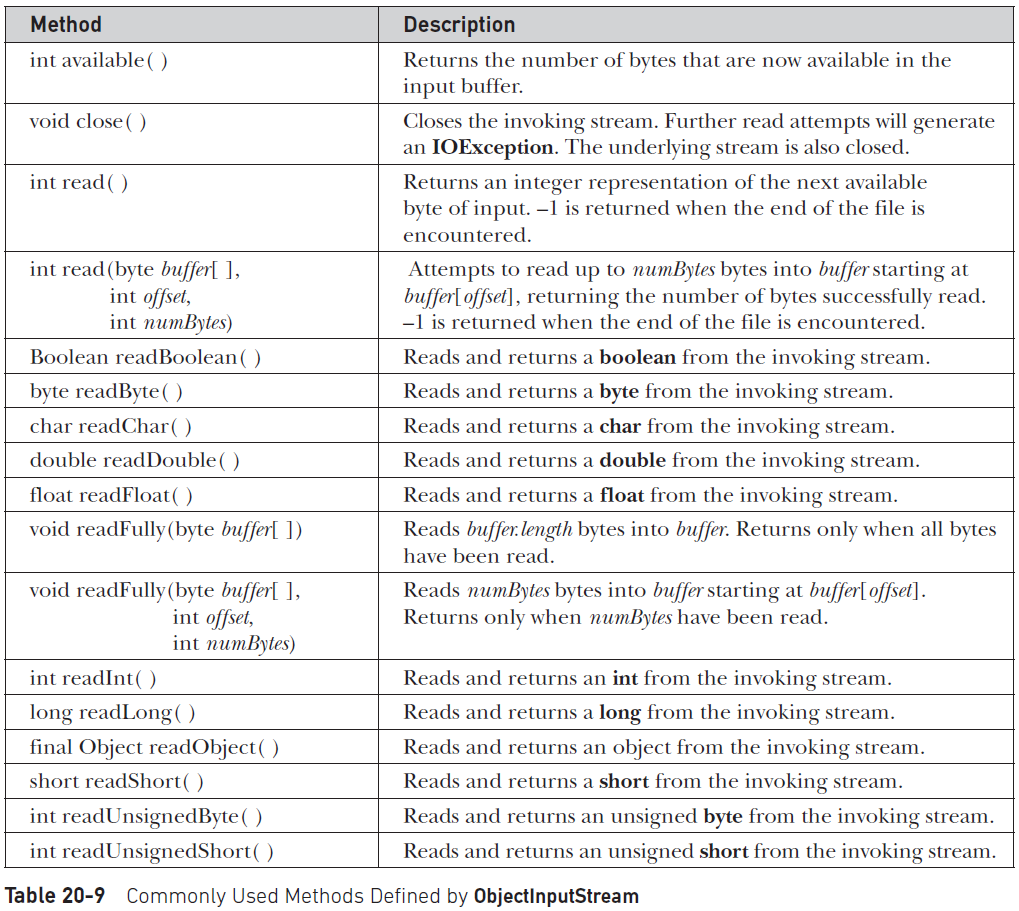 Method Description
int available( ) Returns the number of bytes that are now available in the
input buffer.
void close( ) Closes the invoking stream. Further read attempts will generate
an IOException. The underlying stream is also closed.
int read( ) Returns an integer representation of the next available
byte of input. –1 is returned when the end of the file is
encountered.
int read(byte buffer[ ], Attempts to read up to numBytes bytes into buffer starting at
int offset, buffer[offset], returning the number of bytes successfully read.
int numBytes) –1 is returned when the end of the file is encountered.
Boolean readBoolean( ) Reads and returns a boolean from the invoking stream.
byte readByte( ) Reads and returns a byte from the invoking stream.
char readChar( ) Reads and returns a char from the invoking stream.
double readDouble( ) Reads and returns a double from the invoking stream.
float readFloat( ) Reads and returns a float from the invoking stream.
void readFully(byte buffer[ ]) Reads buffer.length bytes into buffer. Returns only when all bytes
have been read.
void readFully(byte buffer[ ], Reads numBytes bytes into buffer starting at buffer[offset].
int offset, Returns only when numBytes have been read.
int numBytes)
int readInt( ) Reads and returns an int from the invoking stream.
long readLong( ) Reads and returns a long from the invoking stream.
final Object readObject( ) Reads and returns an object from the invoking stream.
short readShort( ) Reads and returns a short from the invoking stream.
int readUnsignedByte( ) Reads and returns an unsigned byte from the invoking stream.
int readUnsignedShort( ) Reads and returns an unsigned short from the invoking stream.
Table 20-9 Commonly Used Methods Defined by ObjectInputStream